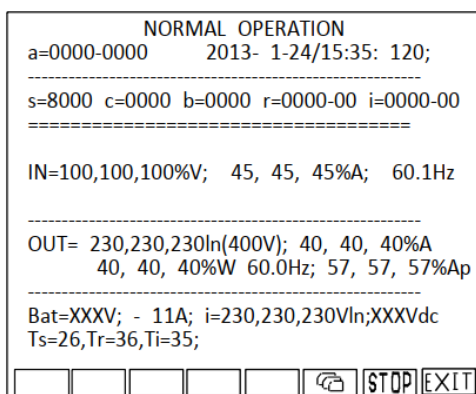 NORMAL OPERATION
a=0000-0000 2013- 1-24/15:35: 120;
------------------------------------------------------------
s=8000 c=0000 b=0000 r=0000-00 i=0000-00
====================================
IN=100,100,100%V; 45, 45, 45%A; 60.1Hz
------------------------------------------------------------
OUT= 230,230,230ln(400V); 40, 40, 40%A
40, 40, 40%W 60.0Hz; 57, 57, 57%Ap
------------------------------------------------------------
Bat=XXXV; - 11A; i=230,230,230Vln;XXXVdc
Ts=26,Tr=36,Ti=35;
STOP EXIT